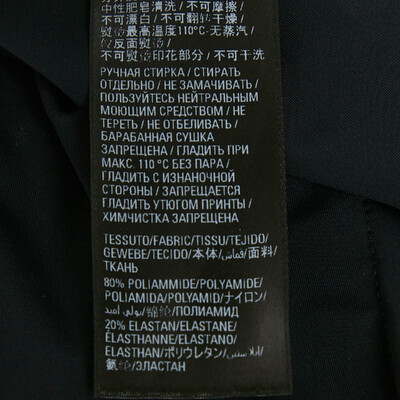 中性肥皂清洗/不可摩擦/
不可漂白/不可翻滚干燥/
熨烫最高温度110°C-无蒸汽/
仅反面熨烫/
不可熨烫印花部分/不可干洗
РУЧНАЯ СТИРКА / СТИРАТЬ
ОТДЕЛЬНО / НЕ ЗАМАЧИВАТЬ /
ПОЛЬЗУЙТЕСЬ НЕЙТРАЛЬНЫМ
МОЮЩИМ СРЕДСТВОМ / НЕ
ТЕРЕТЬ / НЕ ОТБЕЛИВАТЬ /
БАРАБАННАЯ СУШКА
ЗАПРЕЩЕНА / ГЛАДИТЬ ПРИ
МАКС. 110 °C БЕЗ ПАРА /
ГЛАДИТЬ С ИЗНАНОЧНОЙ
СТОРОНЫ / ЗАПРЕЩАЕТСЯ
ГЛАДИТЬ УТЮГОМ ПРИНТЫ /
ХИМЧИСТКА ЗАПРЕЩЕНА
TESSUTO/FABRIC/TISSU/TEJIDO/
GEWEBE/TECIDO/本体/قماش/面料/
ТКАНЬ
80% POLIAMMIDE/POLYAMIDE/
POLIAMIDA/POLYAMID/ナイロン/
بولي أميد/锦纶/ПОЛИАМИД
20% ELASTAN/ELASTANE/
ÉLASTHANNE/ELASTANO/
ELASTHAN/ポリウレタン/إيلاستين/
氨纶/ЭЛАСТАН